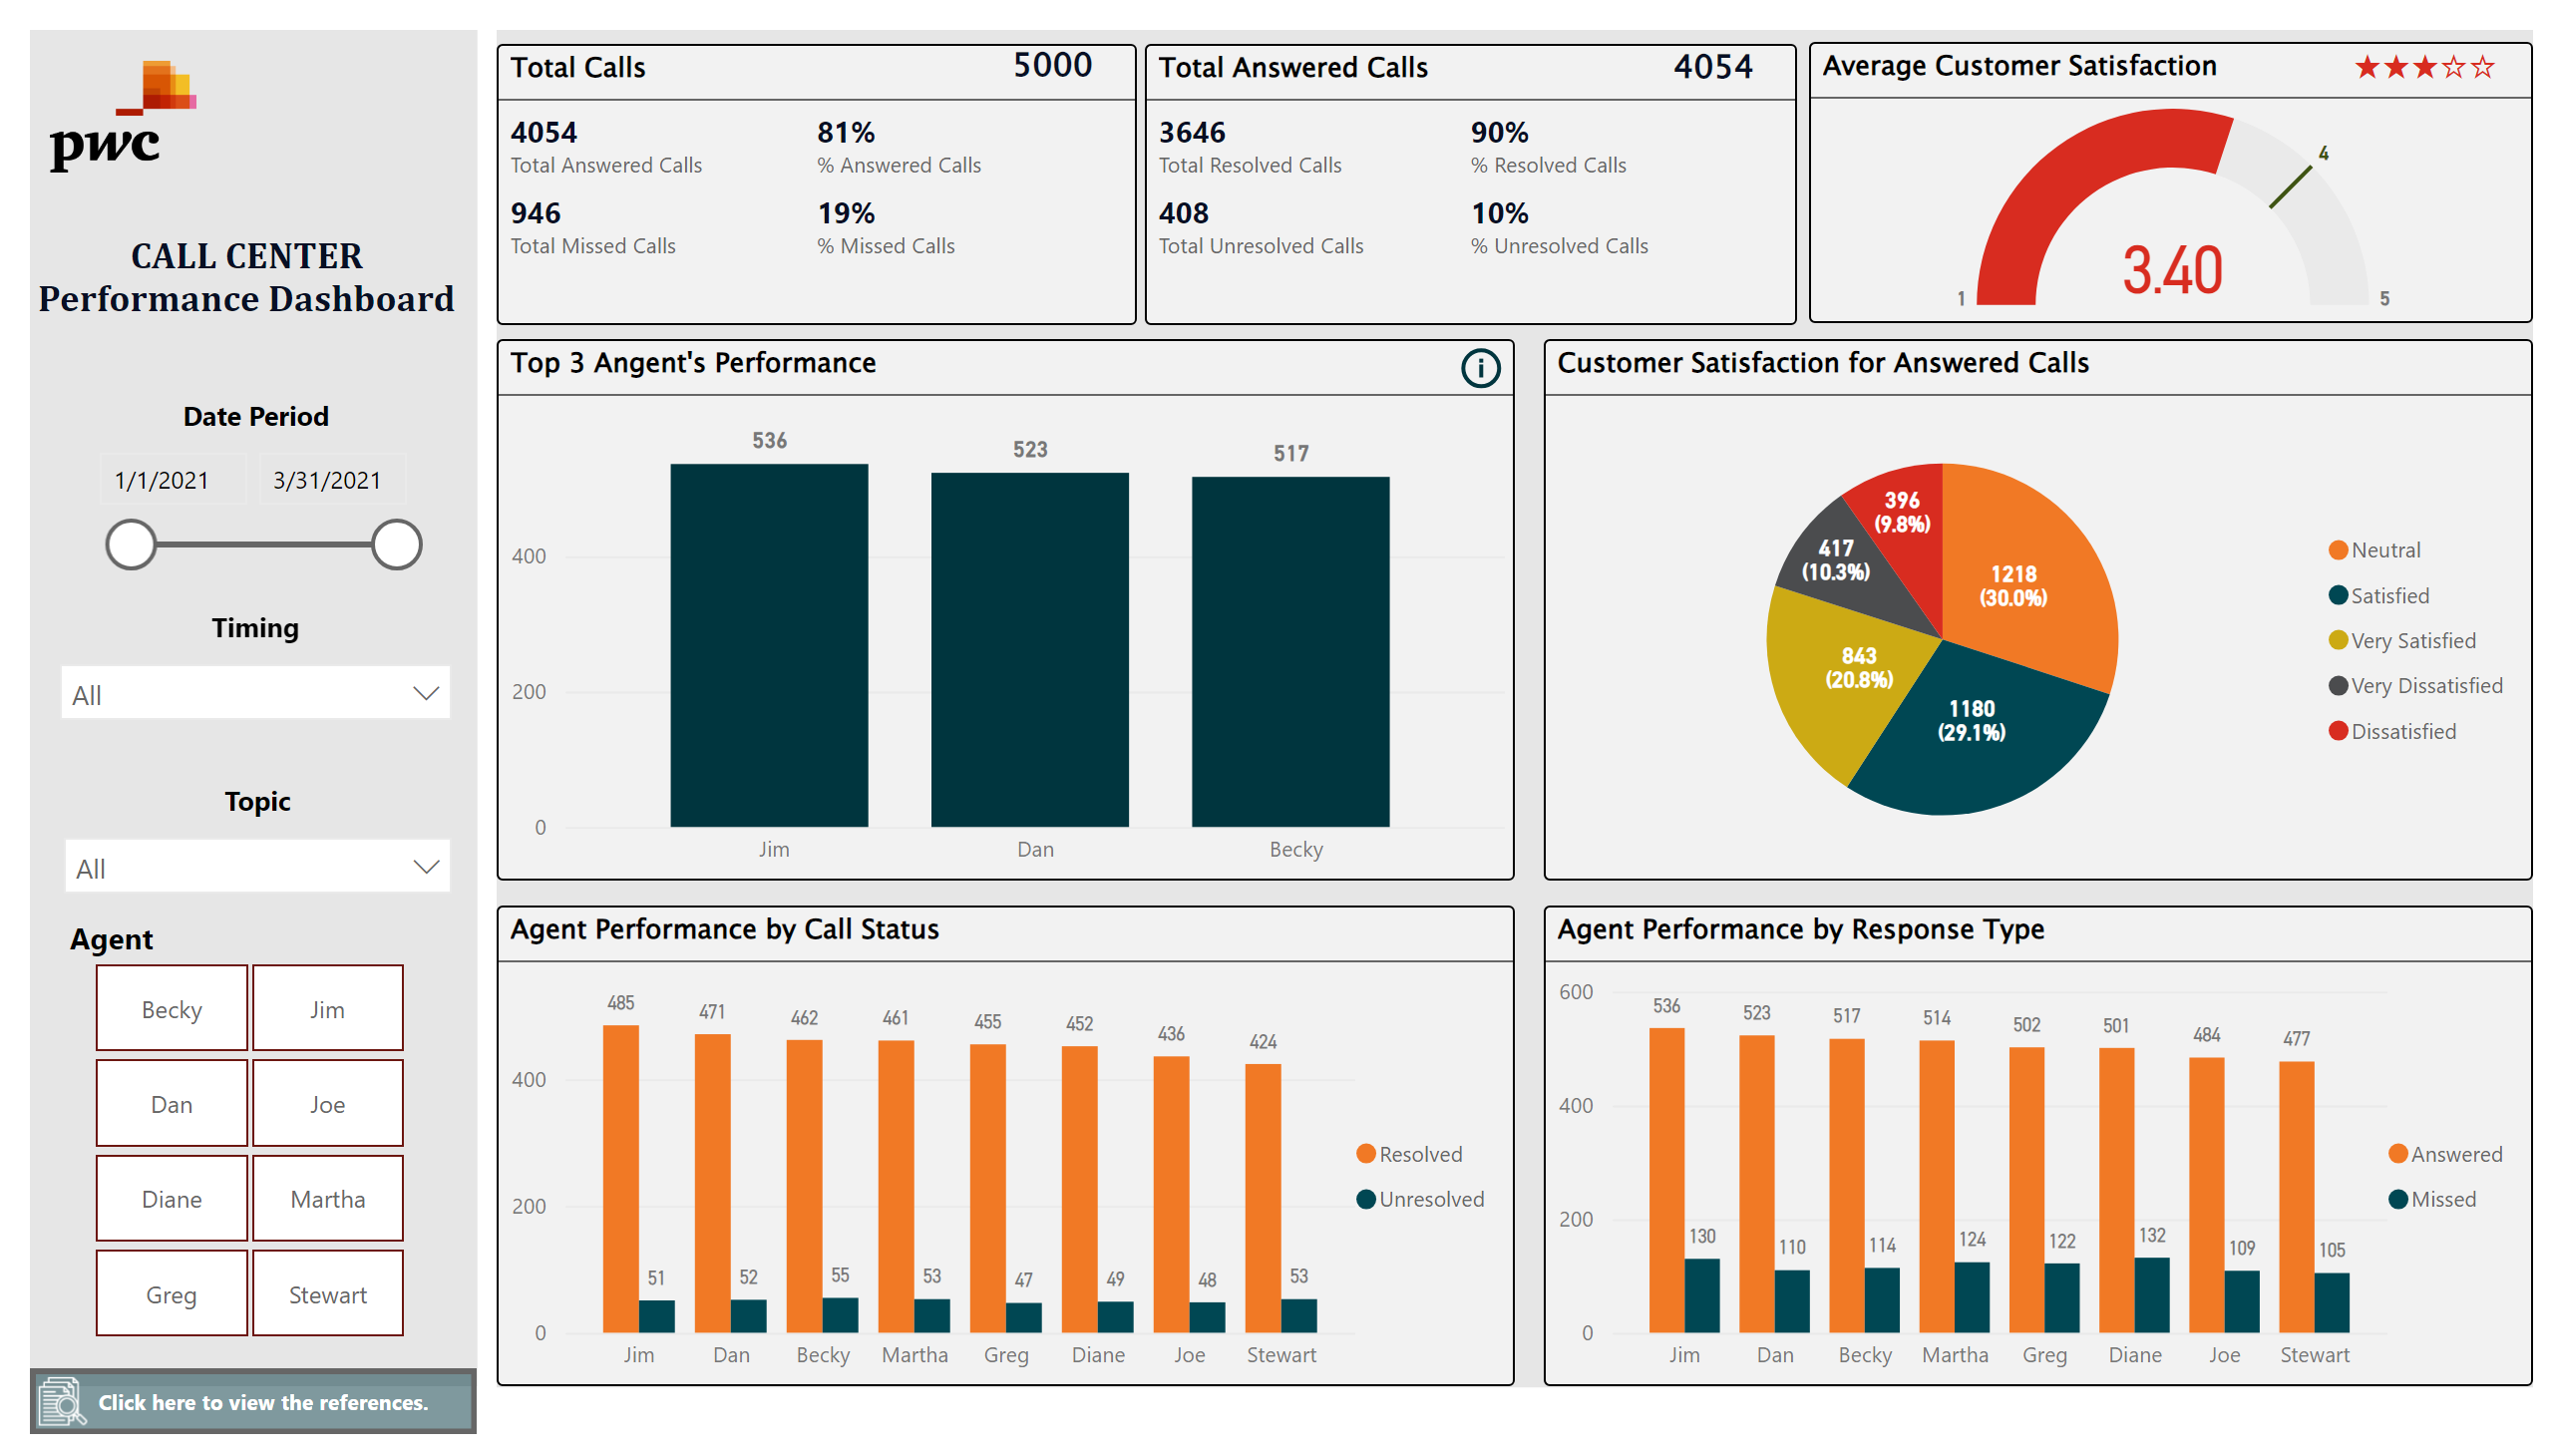 pwc
CALL CENTER
Performance Dashboard
Date Period
1/1/2021 3/31/2021
Timing
All
Topic
All
Agent
Becky Jim
Dan Joe
Diane Martha
Greg Stewart
Click here to view the references.
Total Calls 5000
4054 81%
Total Answered Calls % Answered Calls
946 19%
Total Missed Calls % Missed Calls
Total Answered Calls 4054
3646 90%
Total Resolved Calls % Resolved Calls
408 10%
Total Unresolved Calls % Unresolved Calls
Average Customer Satisfaction ★★★☆☆
4
3.40
1 5
Top 3 Angent's Performance i
536 523 517
400
200
0
Jim Dan Becky
Customer Satisfaction for Answered Calls
396
(9.8%)
417
(10.3%)
1218
(30.0%)
843
(20.8%)
1180
(29.1%)
Neutral
Satisfied
Very Satisfied
Very Dissatisfied
Dissatisfied
Agent Performance by Call Status
485 471 462 461 455 452 436 424
400
200
51 52 55 53 47 49 48 53
0
Jim Dan Becky Martha Greg Diane Joe Stewart
Resolved
Unresolved
Agent Performance by Response Type
600
536 523 517 514 502 501 484 477
400
200
130 110 114 124 122 132 109 105
0
Jim Dan Becky Martha Greg Diane Joe Stewart
Answered
Missed